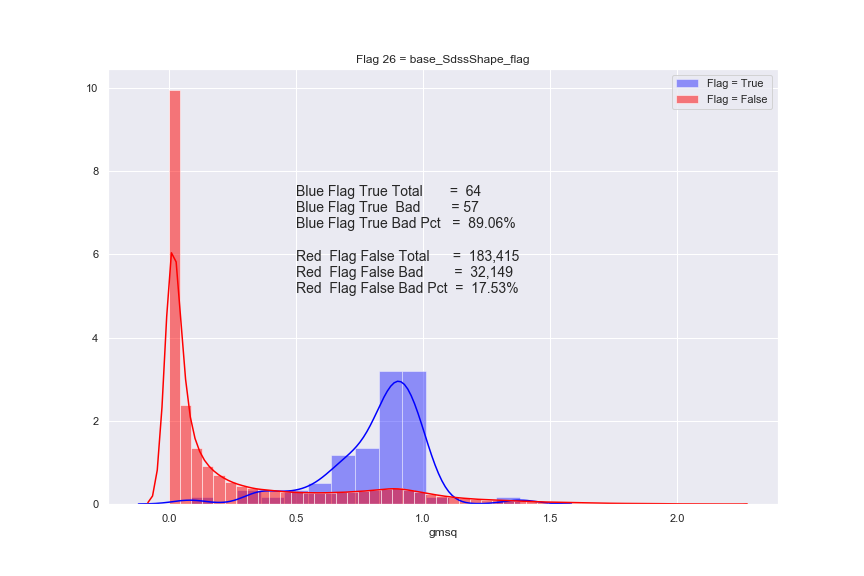 Flag 26 = base_SdssShape_flag
Flag = True
Flag = False
10
8
6
4
2
0
Blue Flag True Total = 64
Blue Flag True Bad = 57
Blue Flag True Bad Pct = 89.06%
Red Flag False Total = 183,415
Red Flag False Bad = 32,149
Red Flag False Bad Pct = 17.53%
0.0 0.5 1.0 1.5 2.0
gmsq